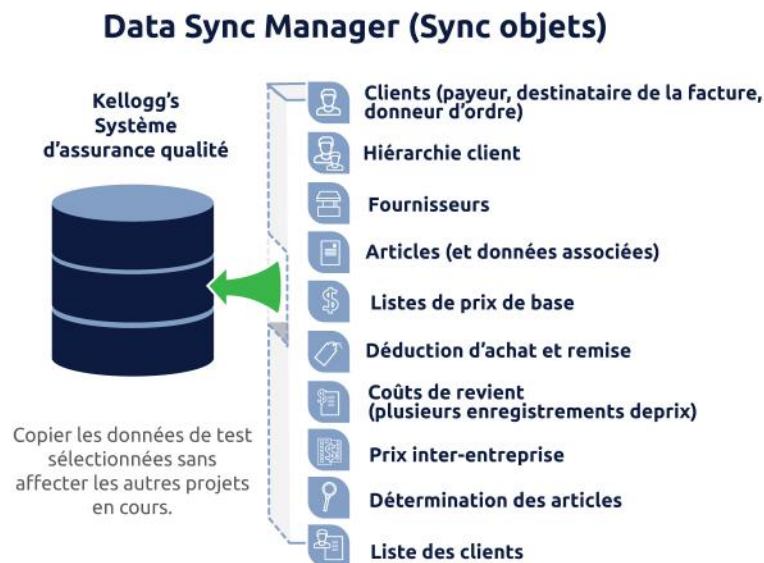 Data Sync Manager (Sync objets)
Kellogg's
Système
d'assurance qualité
Copier les données de test
sélectionnées sans
affecter les autres projets
en cours.
Clients (payeur, destinataire de la facture,
donneur d'ordre)
Hiérarchie client
Fournisseurs
Articles (et données associées)
Listes de prix de base
Déduction d'achat et remise
Coûts de revient
(plusieurs enregistrements deprix)
Prix inter-entreprise
Détermination des articles
Liste des clients